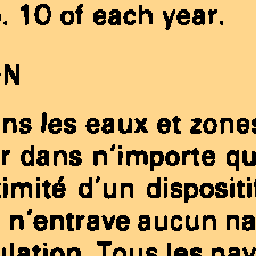 10 of each year.
N
ns les eaux et zones
r dans n'importe qu
imité d'un dispositi
n'entrave aucun na
ulation. Tous les nav